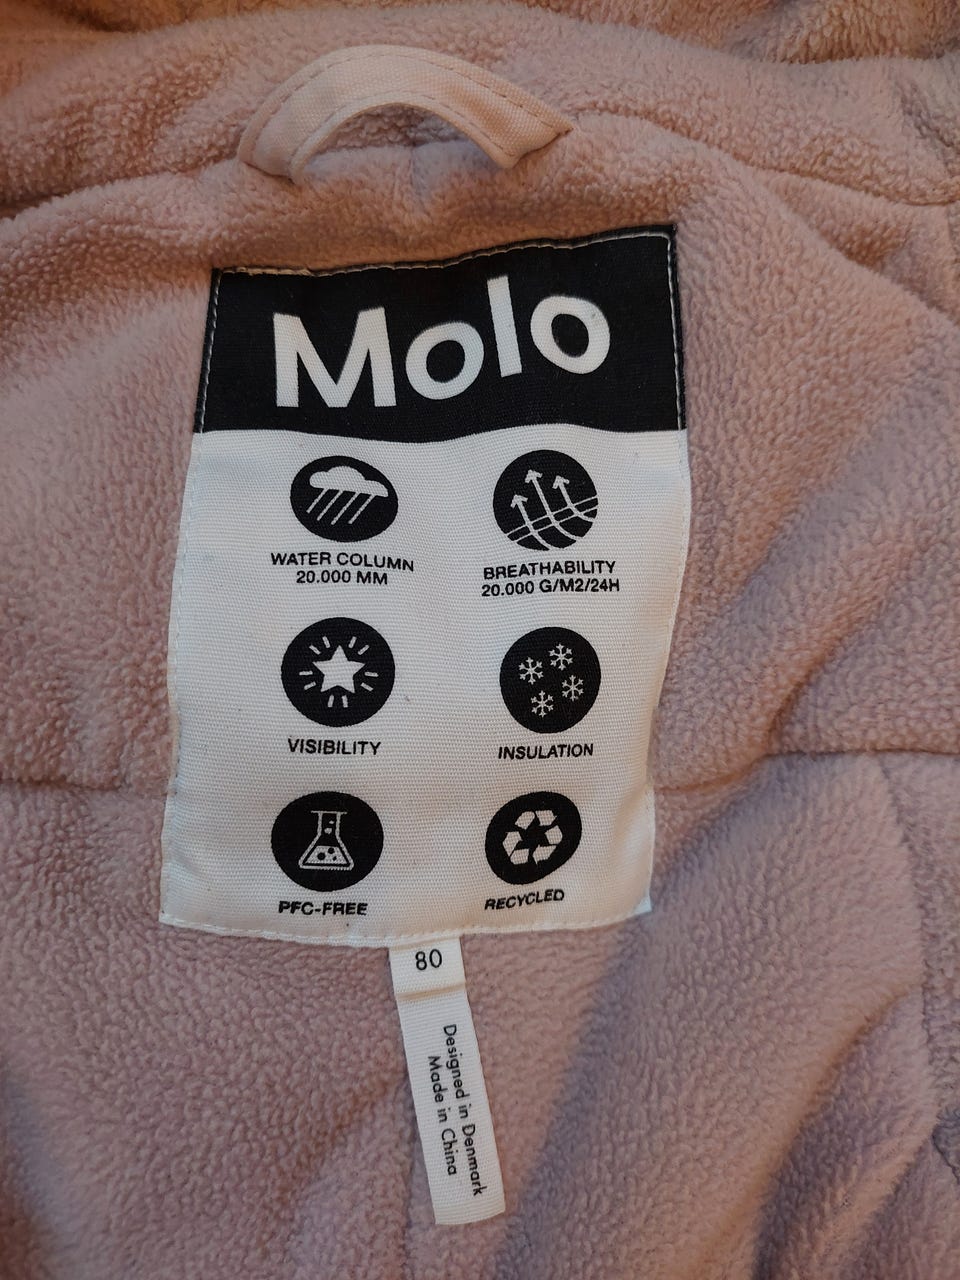 Molo
WATER COLUMN
20.000 MM
BREATHABILITY
20.000 G/M2/24H
VISIBILITY
INSULATION
PFC-FREE
RECYCLED
80
Designed in Denmark
Made in China